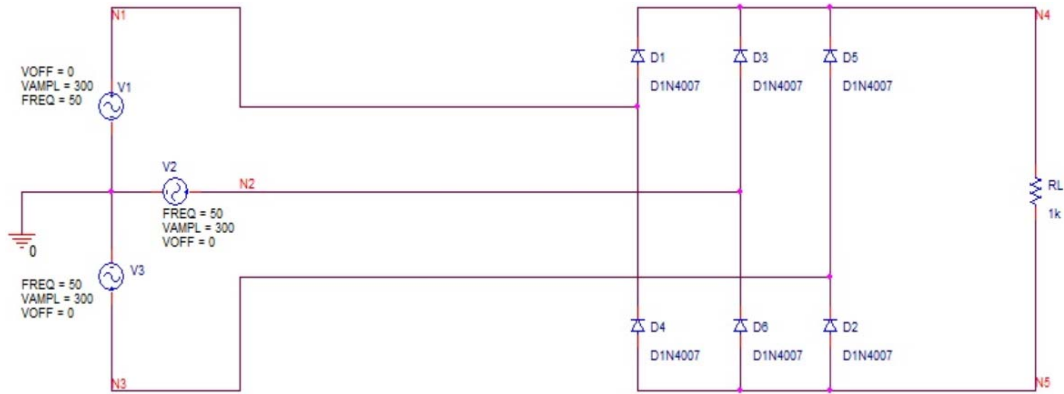 N1
N4
VOFF = 0
VAMPL = 300
FREQ = 50
V1
D1
D3
D5
D1N4007
D1N4007
D1N4007
V2
N2
FREQ = 50
VAMPL = 300
VOFF = 0
RL
1k
0
V3
FREQ = 50
VAMPL = 300
VOFF = 0
D4
D6
D2
D1N4007
D1N4007
D1N4007
N3
N5